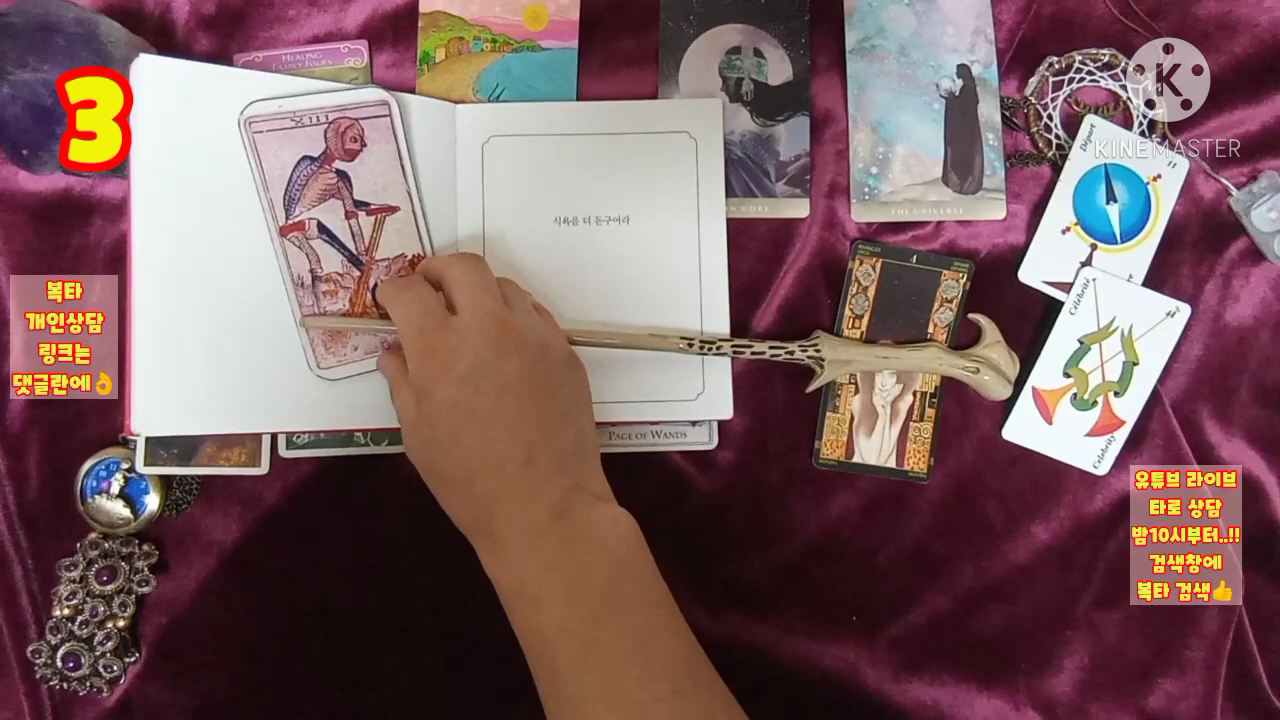 HEALING
FAMILY ISSUES
3
XIII
식욕을 더 돋구어라
THE UNIVERSE
Départ
11
KINEMASTER
K
4
Célébrité
Celebrity
PAGE OF WANDS
복타
개인상담
링크는
댓글란에👌
유튜브 라이브
타로 상담
밤10시부터..!!
검색창에
복타 검색👍